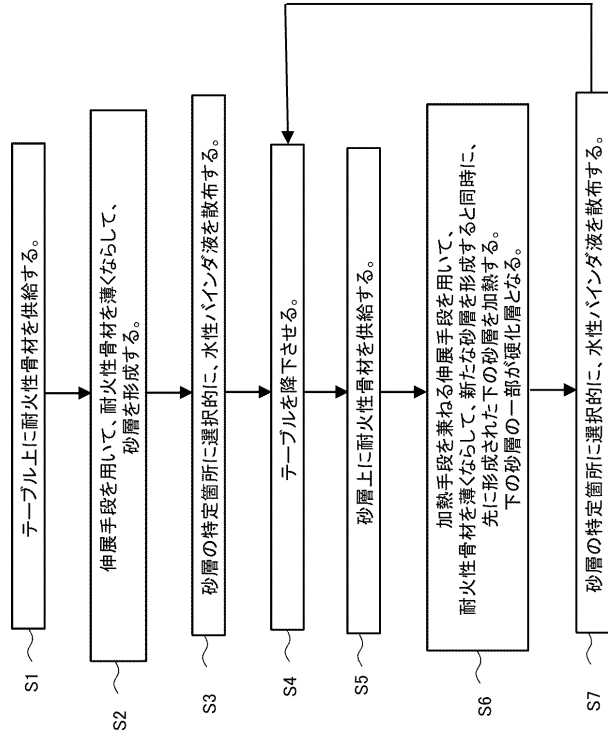 S1
テーブル上に耐火性骨材を供給する。
S2
伸展手段を用いて、耐火性骨材を薄くならして、
砂層を形成する。
S3
砂層の特定箇所に選択的に、水性バインダ液を散布する。
S4
テーブルを降下させる。
S5
砂層上に耐火性骨材を供給する。
S6
加熱手段を兼ねる伸展手段を用いて、
耐火性骨材を薄くならして、新たな砂層を形成すると同時に、
先に形成された下の砂層を加熱する。
下の砂層の一部が硬化層となる。
S7
砂層の特定箇所に選択的に、水性バインダ液を散布する。